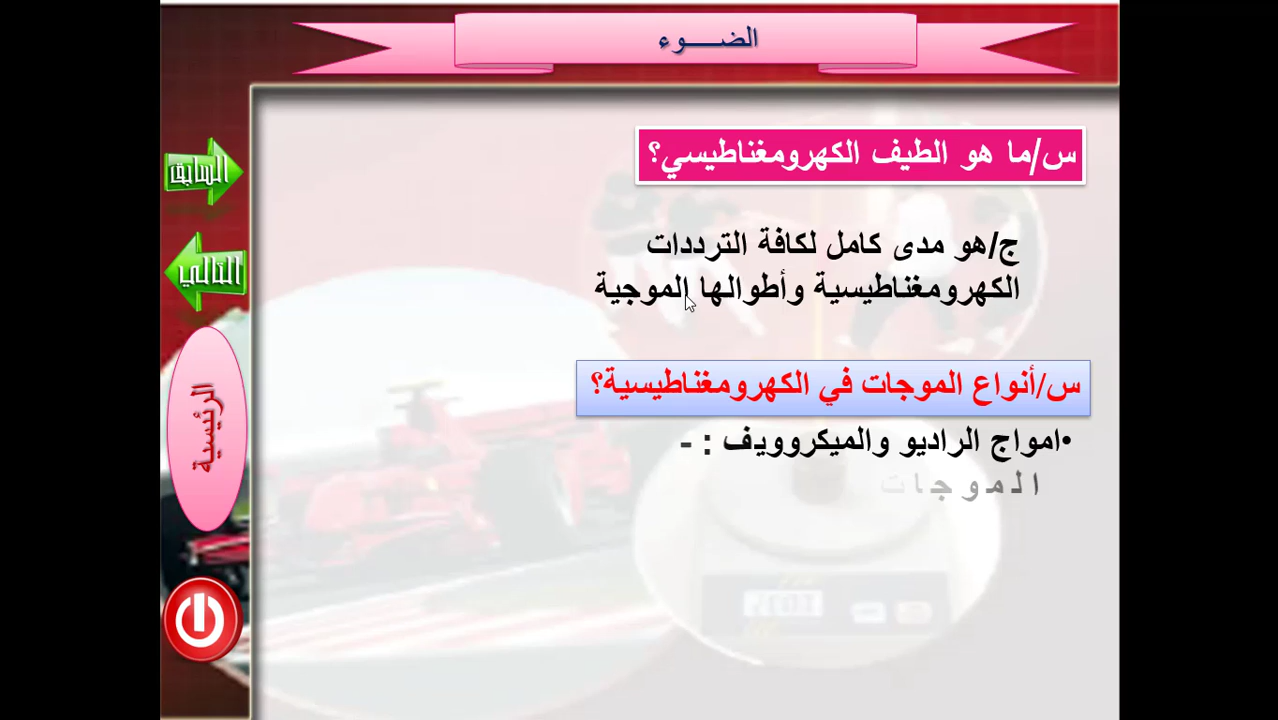 الضـــــوء
س/ما هو الطيف الكهرومغناطيسي؟
ج/هو مدى كامل لكافة الترددات
الكهرومغناطيسية وأطوالها الموجية
س/أنواع الموجات في الكهرومغناطيسية؟
•امواج الراديو والميكروويف : -
الموجات
السابق
التالي
الرئيسية